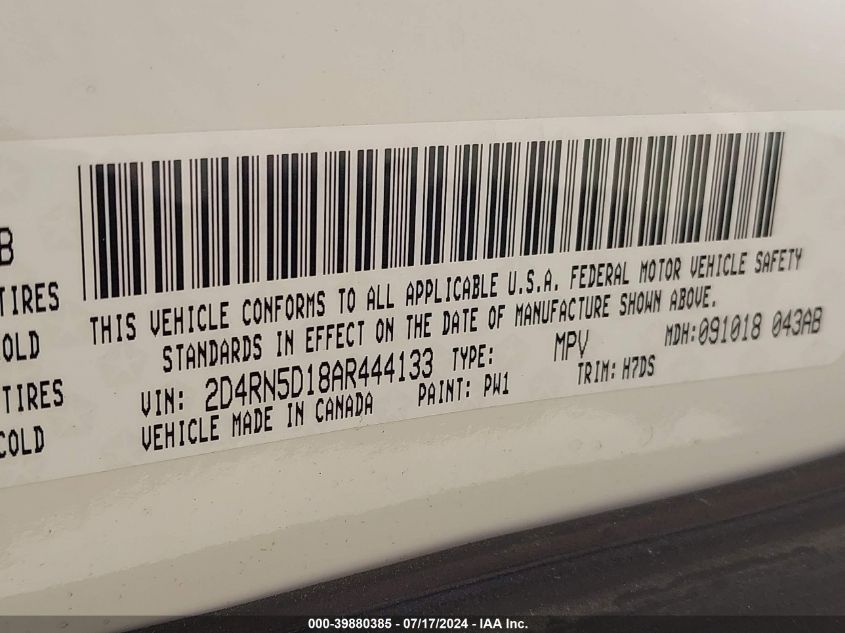 B
TIRES
COLD
TIRES
COLD
THIS VEHICLE CONFORMS TO ALL APPLICABLE U.S.A. FEDERAL MOTOR VEHICLE SAFETY
STANDARDS IN EFFECT ON THE DATE OF MANUFACTURE SHOWN ABOVE.
VIN: 2D4RN5D18AR444133 TYPE: MPV MDH:091018 043AB
VEHICLE MADE IN CANADA PAINT: PW1 TRIM: H7DS
000-39880385 - 07/17/2024 - IAA Inc.